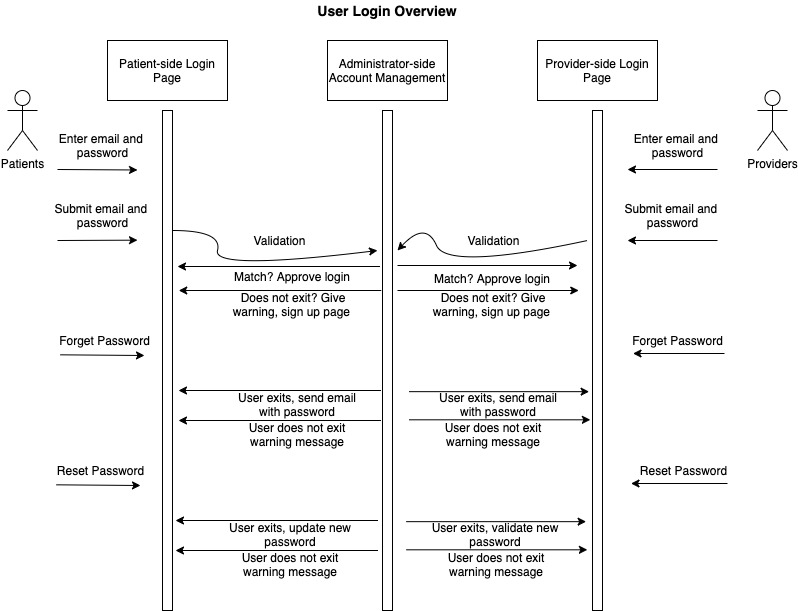 User Login Overview
Patient-side Login
Page
Administrator-side
Account Management
Provider-side Login
Page
Patients
Providers
Enter email and
password
Enter email and
password
Submit email and
password
Submit email and
password
Validation
Validation
Match? Approve login
Match? Approve login
Does not exit? Give
warning, sign up page
Does not exit? Give
warning, sign up page
Forget Password
Forget Password
User exits, send email
with password
User exits, send email
with password
User does not exit
warning message
User does not exit
warning message
Reset Password
Reset Password
User exits, update new
password
User exits, validate new
password
User does not exit
warning message
User does not exit
warning message